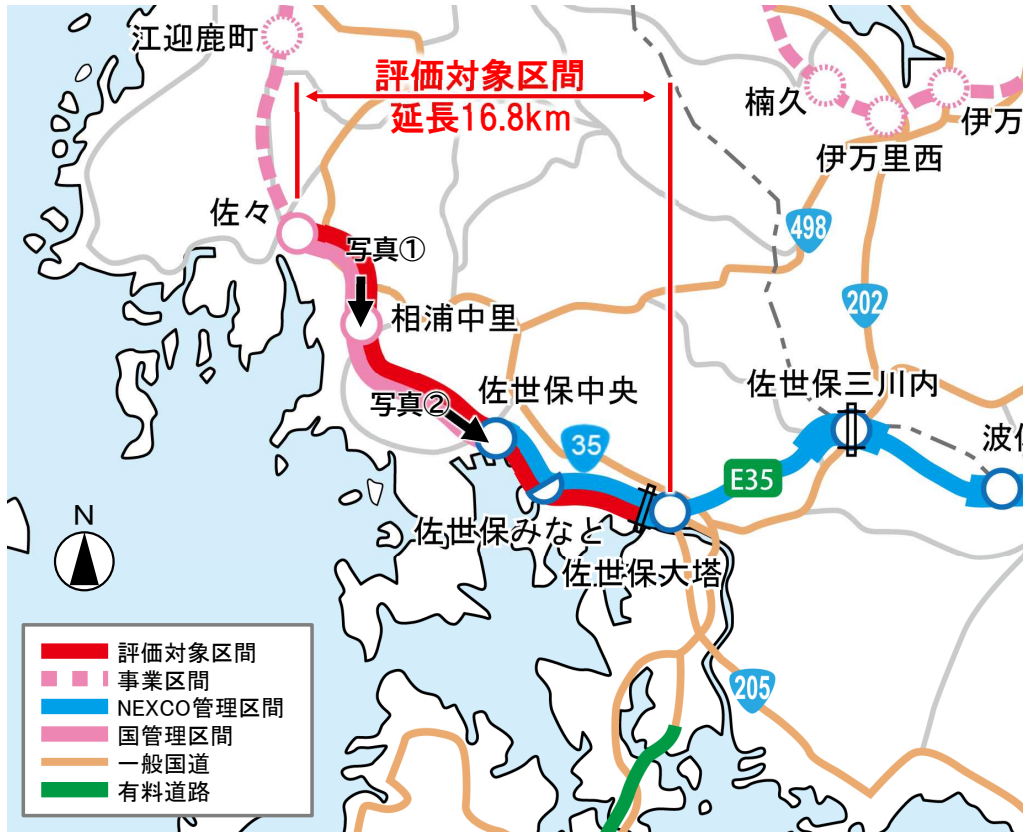 江迎鹿町
評価対象区間
延長16.8km
楠久
伊万
伊万里西
佐々
写真①
498
相浦中里
202
佐世保三川内
佐世保中央
写真②
35
波佐
E35
佐世保みなと
佐世保大塔
N
205
評価対象区間
事業区間
NEXCO管理区間
国管理区間
一般国道
有料道路